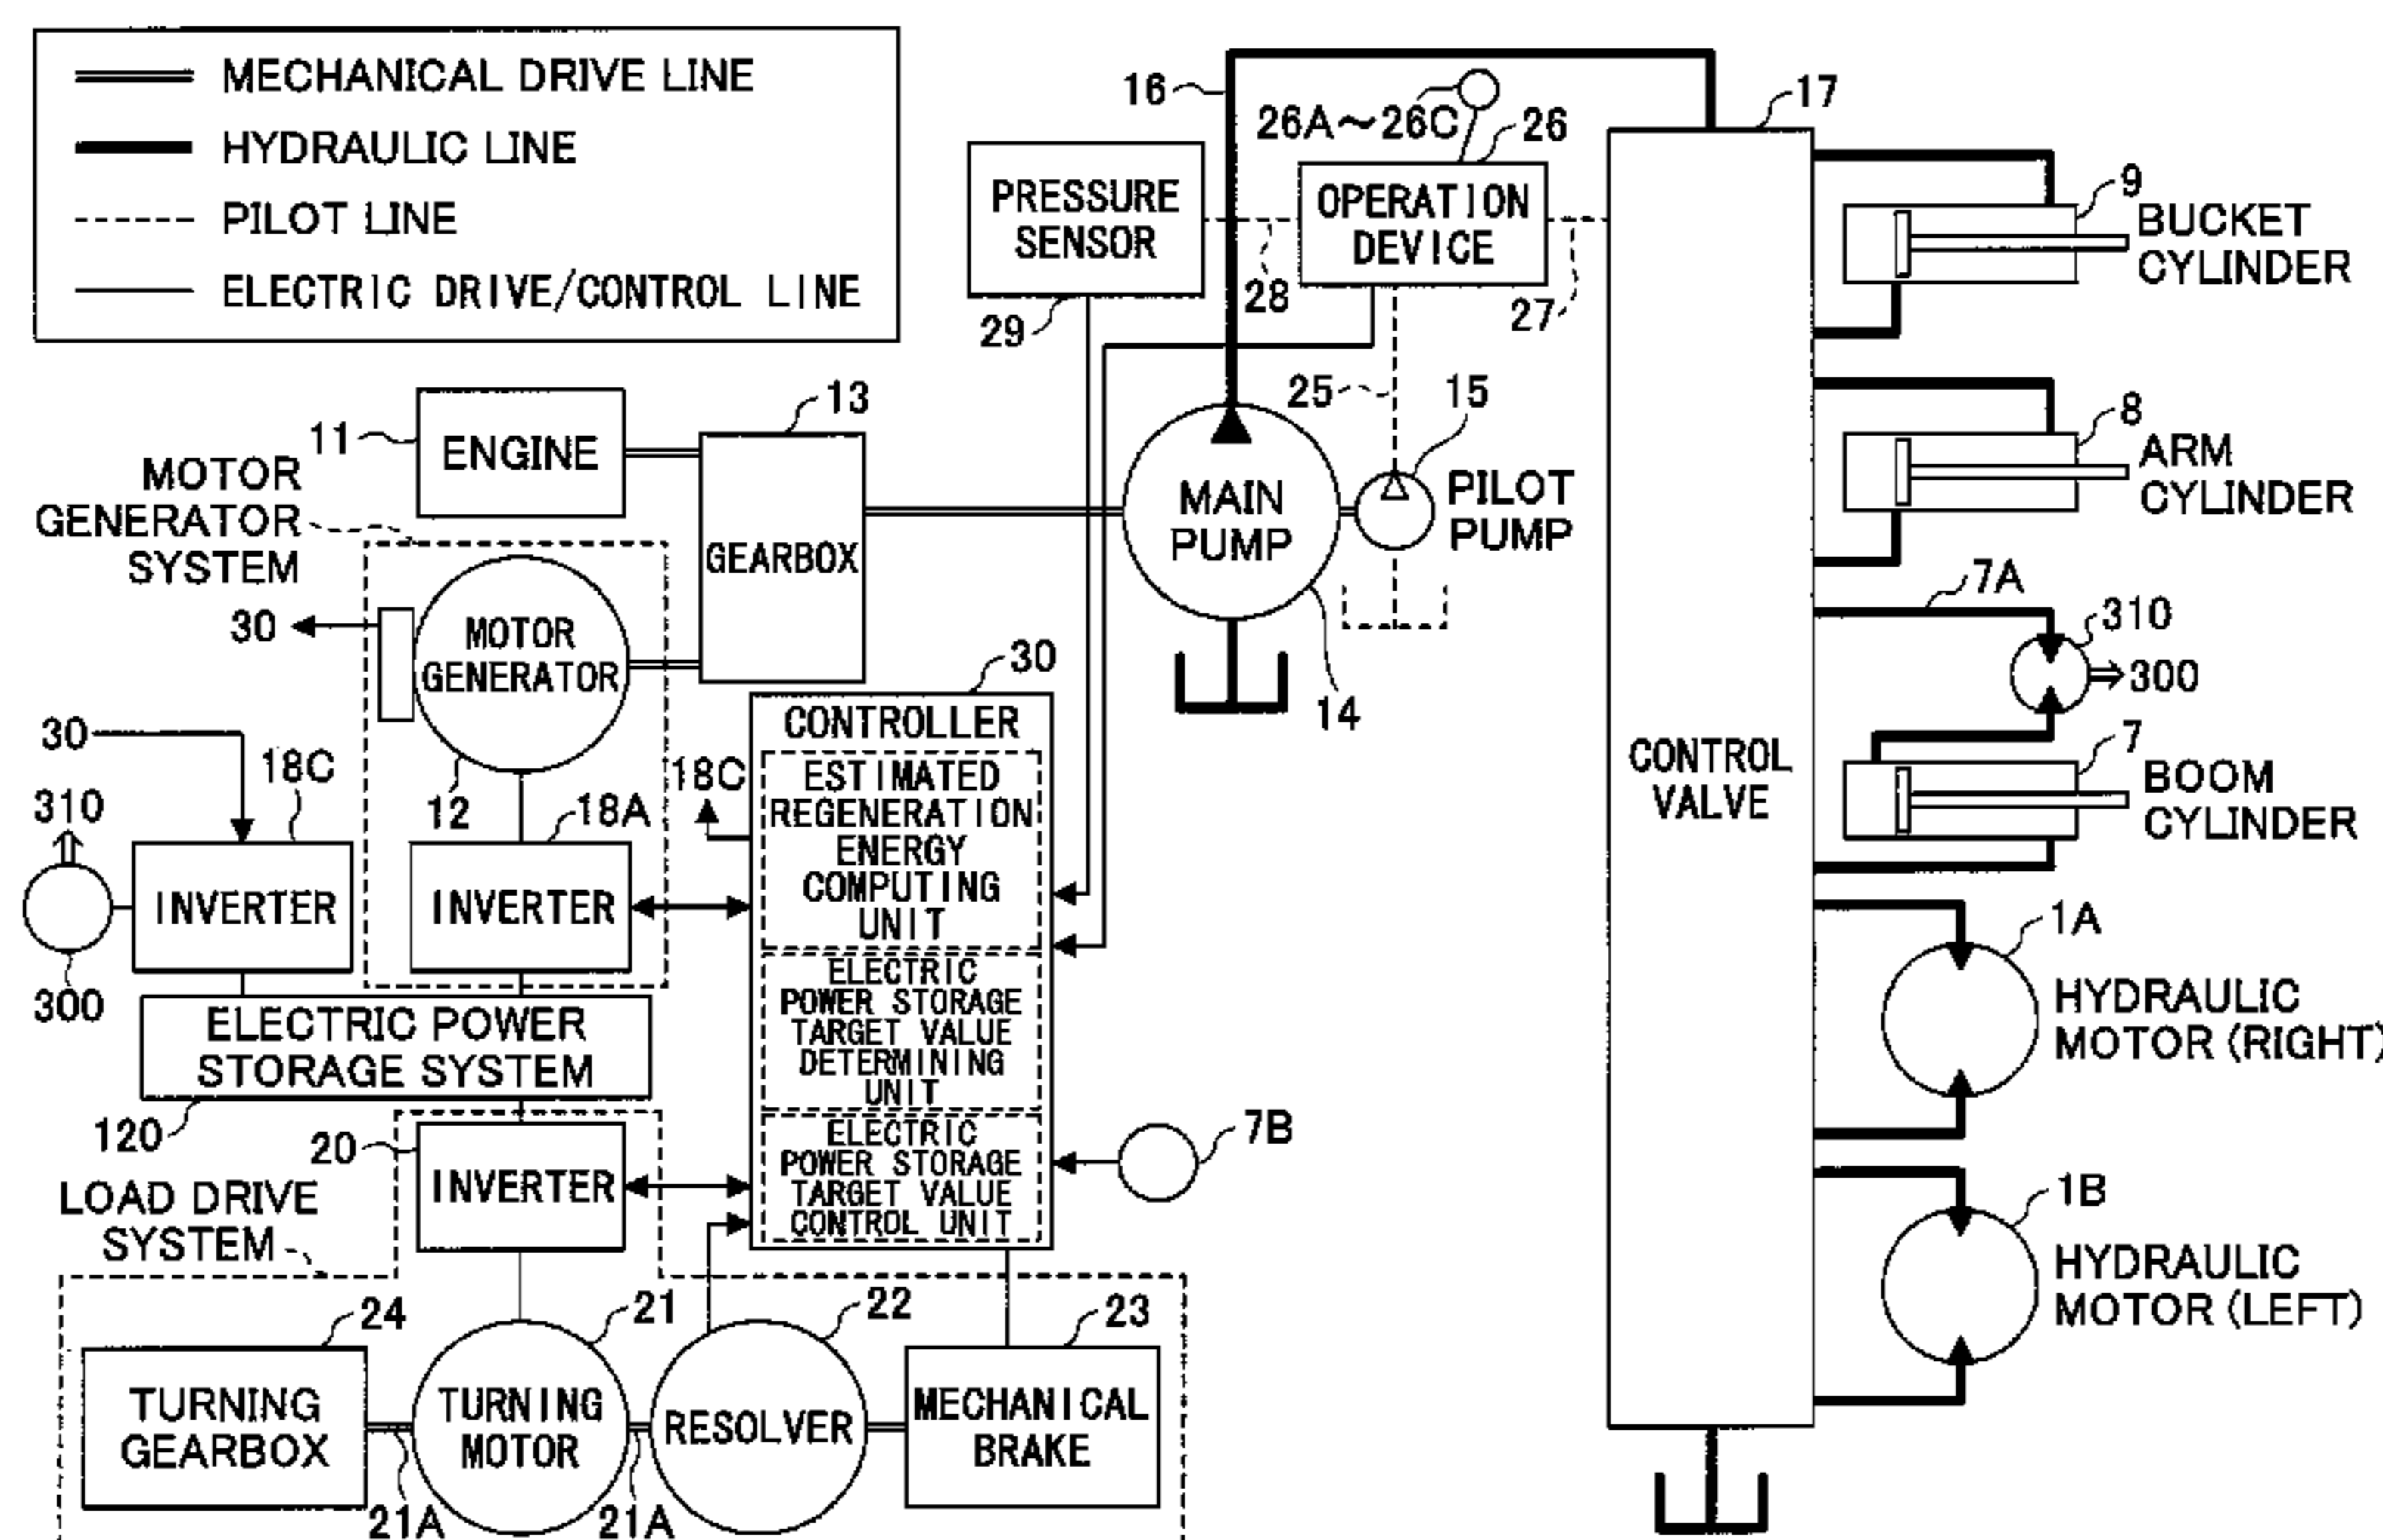 MECHANICAL DRIVE LINE
HYDRAULIC LINE
PILOT LINE
ELECTRIC DRIVE/CONTROL LINE
16
26A~26C
26
17
PRESSURE
SENSOR
29
28
OPERATION
DEVICE
27
9
BUCKET
CYLINDER
8
ARM
CYLINDER
7A
310
300
7
BOOM
CYLINDER
1A
HYDRAULIC
MOTOR (RIGHT)
1B
HYDRAULIC
MOTOR (LEFT)
CONTROL
VALVE
25
15
PILOT
PUMP
MAIN
PUMP
14
11
ENGINE
13
GEARBOX
MOTOR
GENERATOR
SYSTEM
30
MOTOR
GENERATOR
12
30
18C
310
INVERTER
300
18A
INVERTER
ELECTRIC POWER
STORAGE SYSTEM
120
18C
30
CONTROLLER
ESTIMATED
REGENERATION
ENERGY
COMPUTING
UNIT
ELECTRIC
POWER STORAGE
TARGET VALUE
DETERMINING
UNIT
ELECTRIC
POWER STORAGE
TARGET VALUE
CONTROL UNIT
7B
20
INVERTER
LOAD DRIVE
SYSTEM
24
TURNING
GEARBOX
21A
21
TURNING
MOTOR
21A
22
RESOLVER
23
MECHANICAL
BRAKE